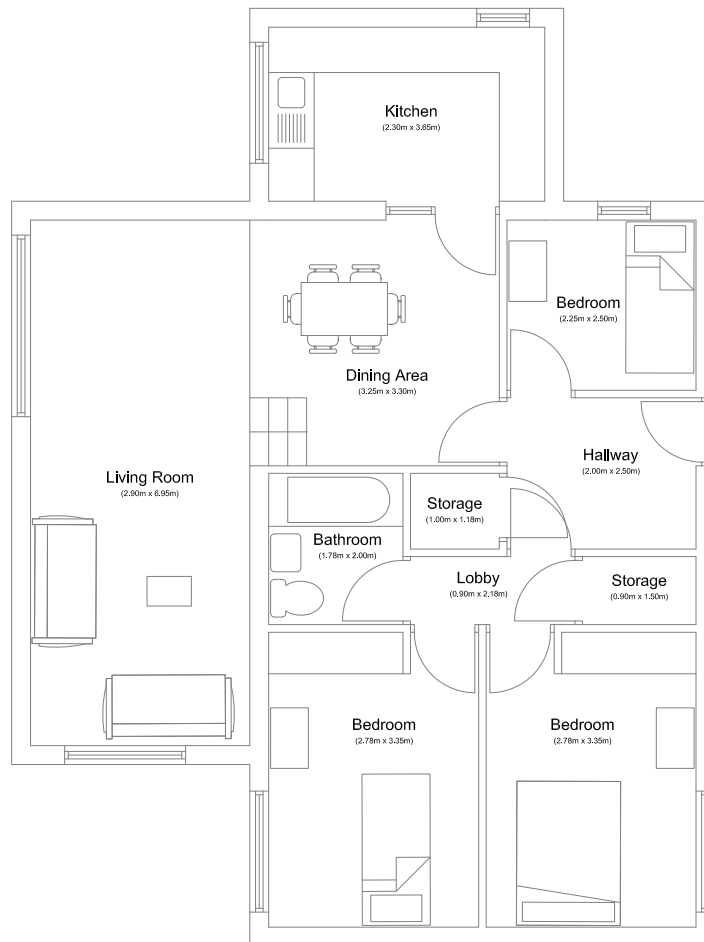 Kitchen
(2.30m x 3.65m)
Bedroom
(2.25m x 2.50m)
Dining Area
(3.25m x 3.30m)
Hallway
(2.00m x 2.50m)
Living Room
(2.90m x 6.95m)
Storage
(1.00m x 1.18m)
Bathroom
(1.78m x 2.00m)
Lobby
(0.90m x 2.18m)
Storage
(0.90m x 1.50m)
Bedroom
(2.78m x 3.35m)
Bedroom
(2.78m x 3.35m)